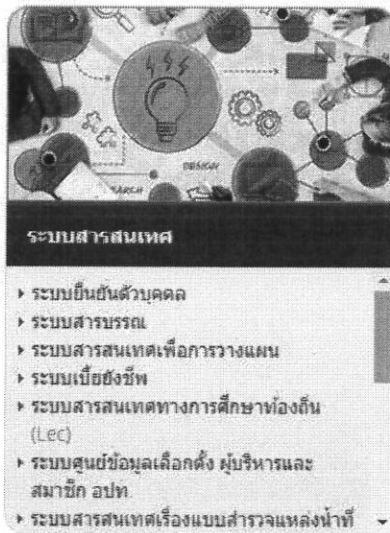 DESIGN
ระบบสารสนเทศ
ระบบยืนยันตัวบุคคล
ระบบสารบรรณ
ระบบสารสนเทศเพื่อการวางแผน
ระบบเบี้ยยังชีพ
ระบบสารสนเทศทางการศึกษาท้องถิ่น
(Lec)
ระบบศูนย์ข้อมูลเลือกตั้ง ผู้บริหารและ
สมาชิก อปท.
ระบบสารสนเทศเรื่องแบบสำรวจแหล่งน้ำที่